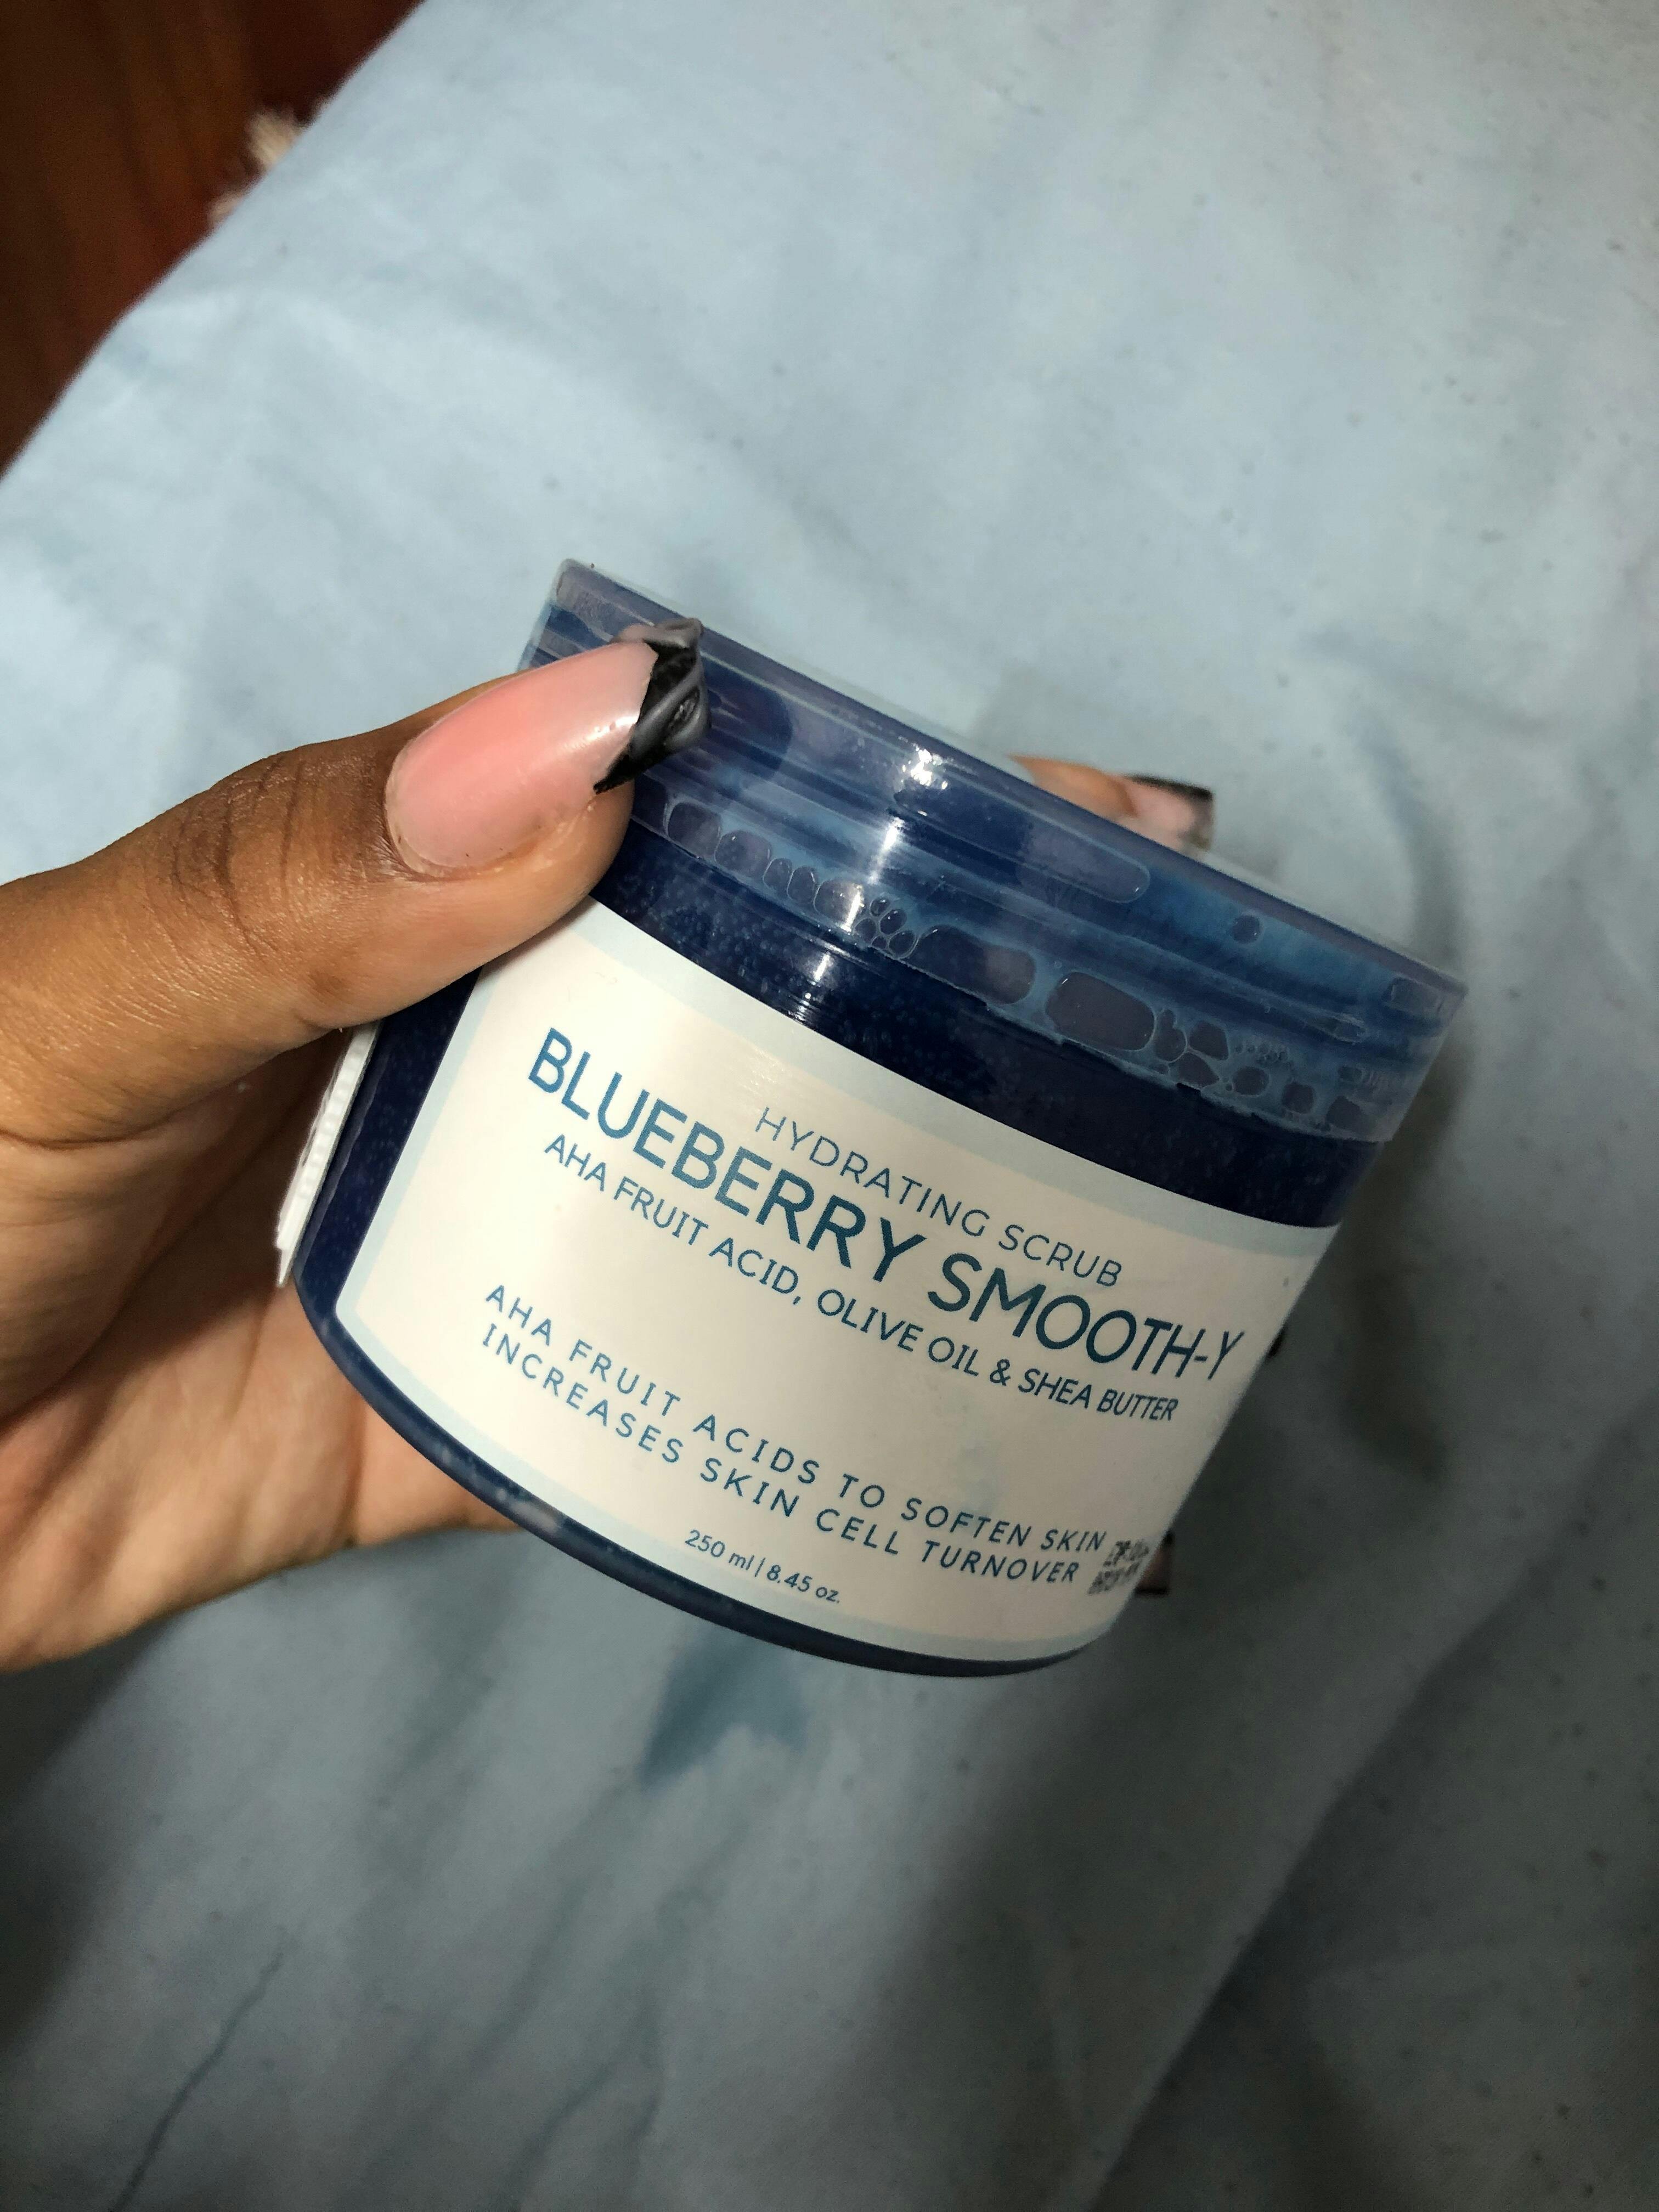 HYDRATING SCRUB
BLUEBERRY SMOOTH-Y
AHA FRUIT ACID, OLIVE OIL & SHEA BUTTER
AHA FRUIT ACIDS TO SOFTEN SKIN
INCREASES SKIN CELL TURNOVER
250 ml | 8.45 oz.